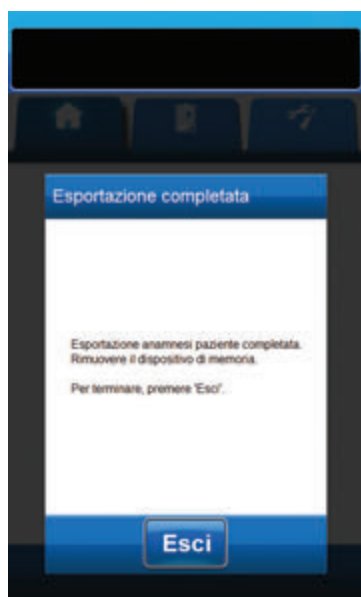 Esportazione completata
Esportazione anamnesi paziente completata.
Rimuovere il dispositivo di memoria.
Per terminare, premere 'Esci'.
Esci